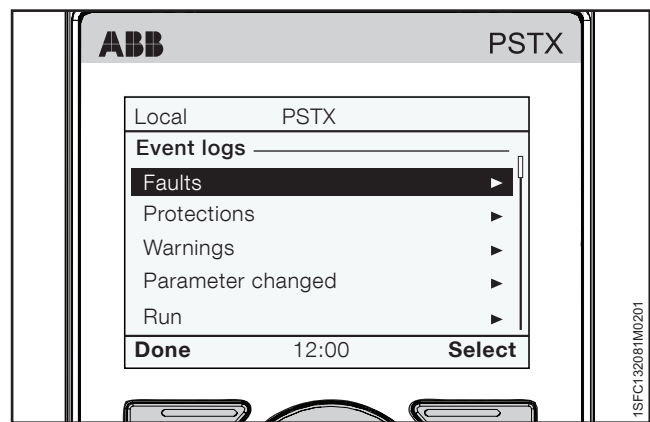 ABB PSTX
Local PSTX
Event logs
Faults
Protections
Warnings
Parameter changed
Run
Done 12:00 Select
1SFC132081M0201